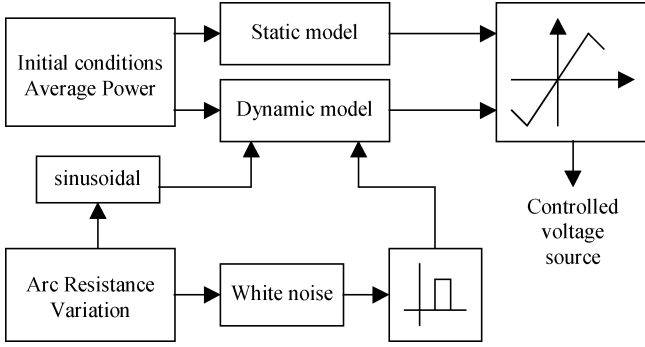 Initial conditions
Average Power
Static model
Dynamic model
sinusoidal
Controlled
voltage
source
Arc Resistance
Variation
White noise